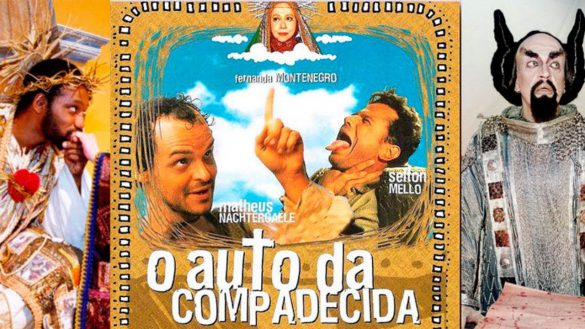 fernanda MONTENEGRO
selton
MELLO
matheus
NACHTERGAELE
o auto da
COMPADECIDA